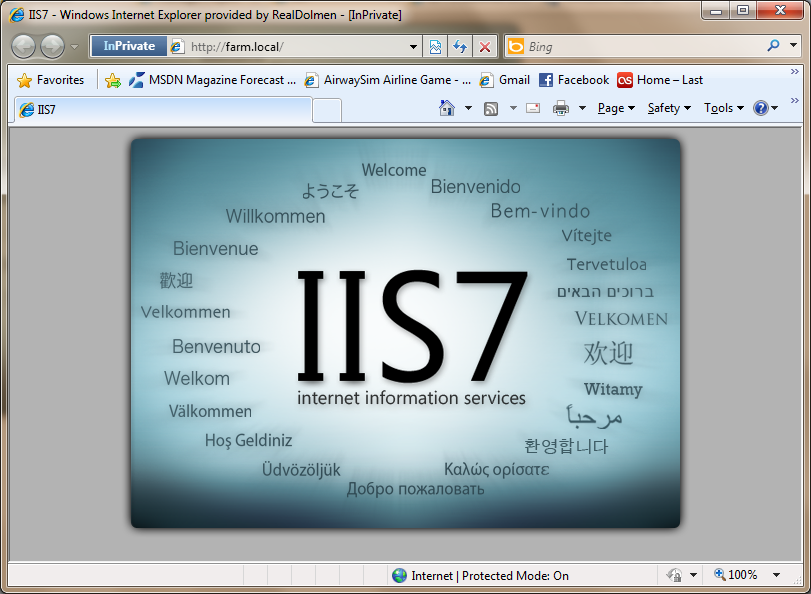 IIS7 - Windows Internet Explorer provided by RealDolmen - [InPrivate]
InPrivate http://farm.local/ Bing
Favorites MSDN Magazine Forecast ... AirwaySim Airline Game - ... Gmail Facebook Home – Last
IIS7 Page Safety Tools
Welcome
ようこそ
Bienvenido
Willkommen
Bem-vindo
Bienvenue
Vítejte
歡迎
Tervetuloa
Velkommen
ברוכים הבאים
VELKOMEN
Benvenuto
欢迎
Welkom
Witamy
Välkommen
مرحباً
Hoş Geldiniz
환영합니다
Üdvözöljük
Καλώς ορίσατε
Добро пожаловать
IIS7
internet information services
Internet | Protected Mode: On 100%